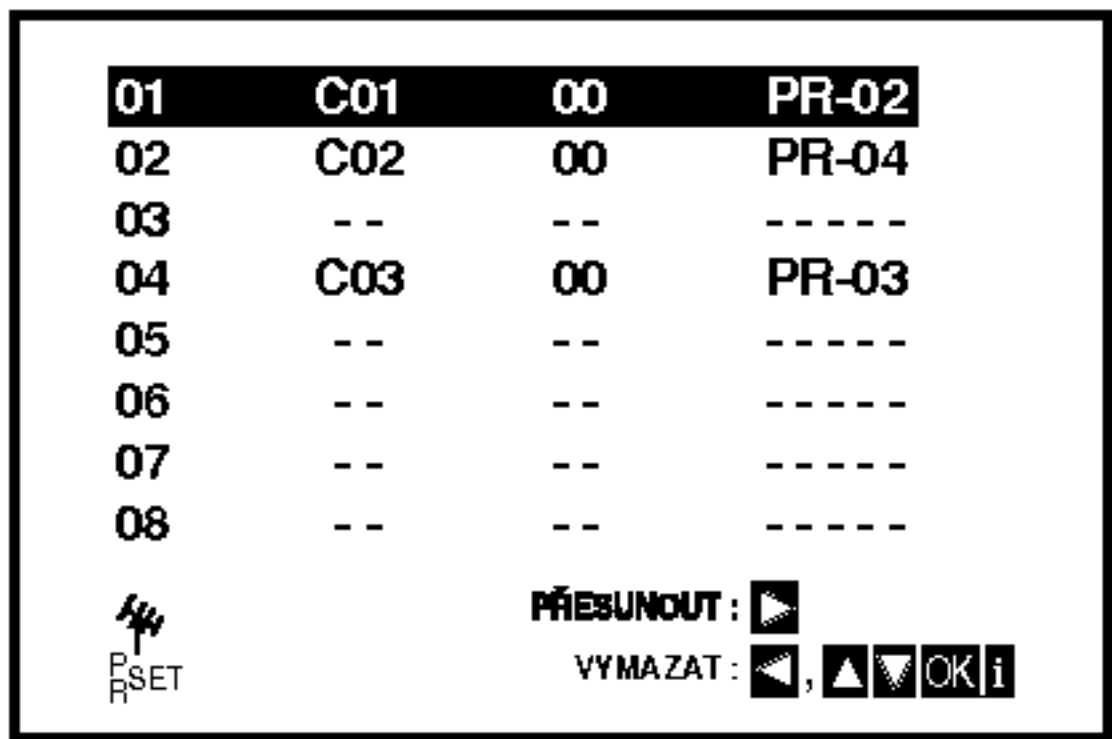 01 C01 00 PR-02
02 C02 00 PR-04
03 -- -- -----
04 C03 00 PR-03
05 -- -- -----
06 -- -- -----
07 -- -- -----
08 -- -- -----
PŘESUNOUT :
VYMAZAT : , OK i
PR SET